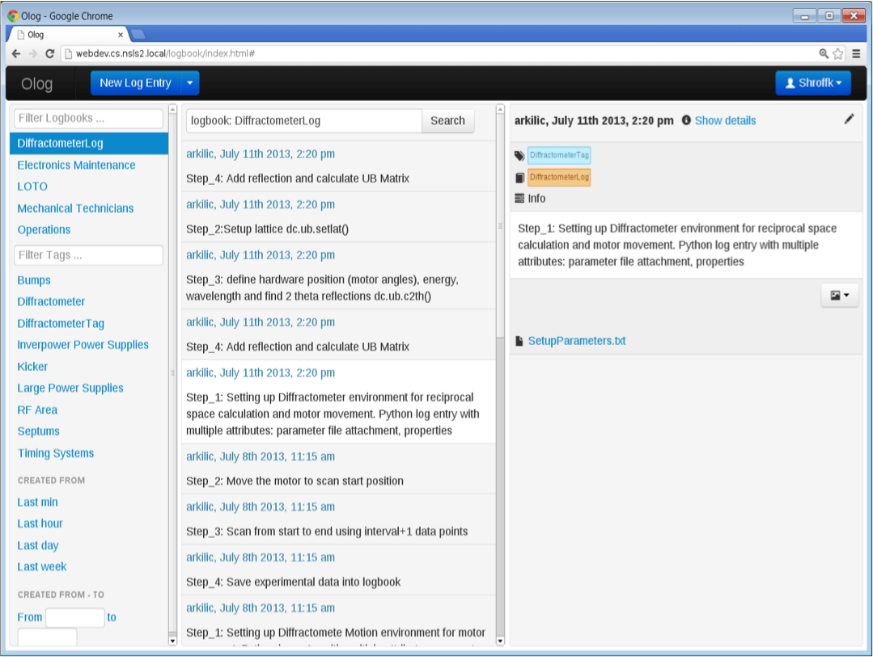 Olog - Google Chrome
Olog x
webdev.cs.nsls2.local/logbook/index.html#
Olog New Log Entry Shroffk
Filter Logbooks ...
DiffractometerLog
Electronics Maintenance
LOTO
Mechanical Technicians
Operations
Filter Tags ...
Bumps
Diffractometer
DiffractometerTag
Inverpower Power Supplies
Kicker
Large Power Supplies
RF Area
Septums
Timing Systems
CREATED FROM
Last min
Last hour
Last day
Last week
CREATED FROM - TO
From to
logbook: DiffractometerLog Search
arkilic, July 11th 2013, 2:20 pm
Step_4: Add reflection and calculate UB Matrix
arkilic, July 11th 2013, 2:20 pm
Step_2:Setup lattice dc.ub.setlat()
arkilic, July 11th 2013, 2:20 pm
Step_3: define hardware position (motor angles), energy,
wavelength and find 2 theta reflections dc.ub.c2th()
arkilic, July 11th 2013, 2:20 pm
Step_4: Add reflection and calculate UB Matrix
arkilic, July 11th 2013, 2:20 pm
Step_1: Setting up Diffractometer environment for reciprocal
space calculation and motor movement. Python log entry with
multiple attributes: parameter file attachment, properties
arkilic, July 8th 2013, 11:15 am
Step_2: Move the motor to scan start position
arkilic, July 8th 2013, 11:15 am
Step_3: Scan from start to end using interval+1 data points
arkilic, July 8th 2013, 11:15 am
Step_4: Save experimental data into logbook
arkilic, July 8th 2013, 11:15 am
Step_1: Setting up Diffractomete Motion environment for motor
arkilic, July 11th 2013, 2:20 pm Show details
DiffractometerTag
DiffractometerLog
Info
Step_1: Setting up Diffractometer environment for reciprocal space
calculation and motor movement. Python log entry with multiple
attributes: parameter file attachment, properties
SetupParameters.txt